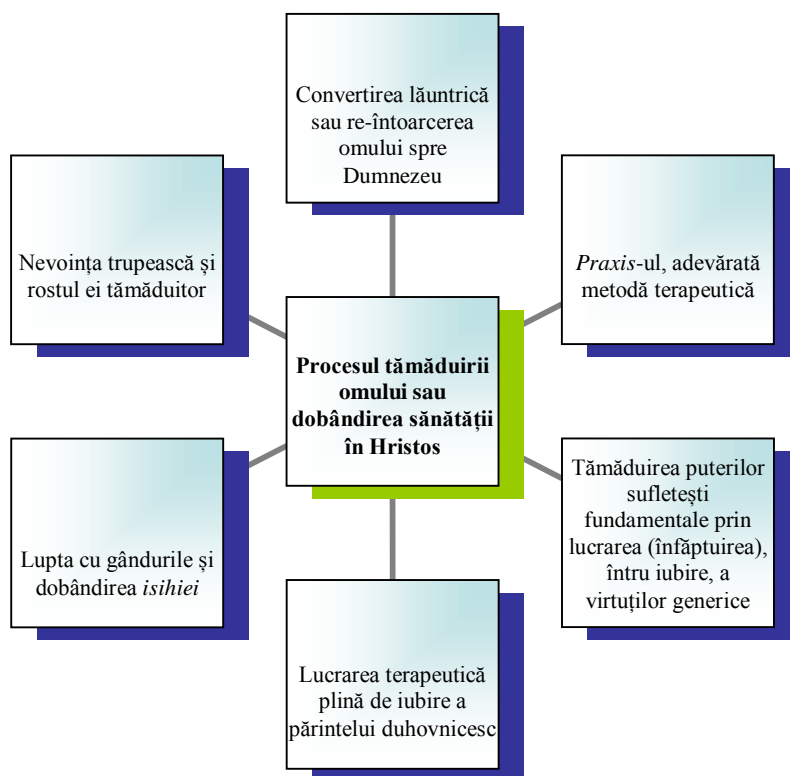 Convertirea lăuntrică
sau re-întoarcerea
omului spre
Dumnezeu
Praxis-ul, adevărată
metodă terapeutică
Tămăduirea puterilor
sufletești
fundamentale prin
lucrarea (înfăptuirea),
întru iubire, a
virtuților generice
Lucrarea terapeutică
plină de iubire a
părintelui duhovnicesc
Lupta cu gândurile și
dobândirea isihiei
Nevoința trupească și
rostul ei tămăduitor
Procesul tămăduirii
omului sau
dobândirea sănătății
în Hristos